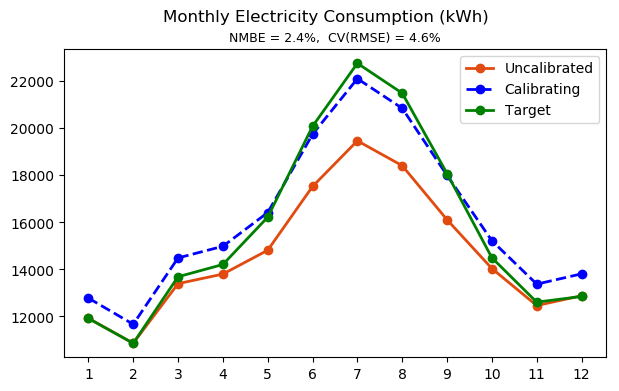 Monthly Electricity Consumption (kWh)
NMBE = 2.4%,  CV(RMSE) = 4.6%
Uncalibrated
Calibrating
Target
22000
20000
18000
16000
14000
12000
1 2 3 4 5 6 7 8 9 10 11 12